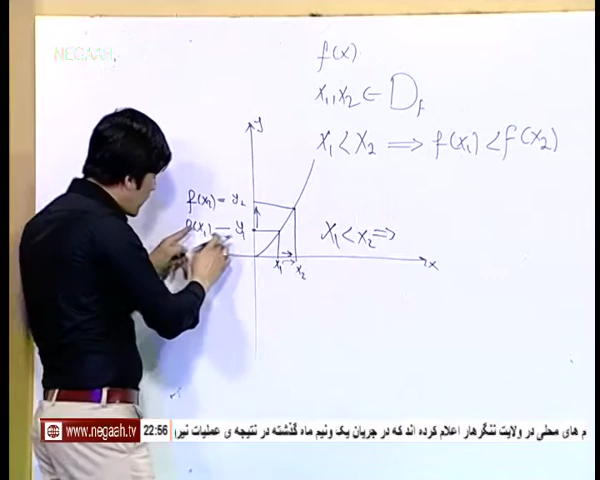 NEGAAH
f(x)
x₁, x₂ ∈ D_f
x₁ < x₂ ⟹ f(x₁) < f(x₂)
y
f(x₂) = y₂
f(x₁) = y₁
x₁ < x₂ ⟹
x₁ x₂ x
www.negaah.tv 22:56 م های محلی در ولایت ننگرهار اعلام کرده اند که در جریان یک ونیم ماه گذشته در نتیجه ی عملیات نیر